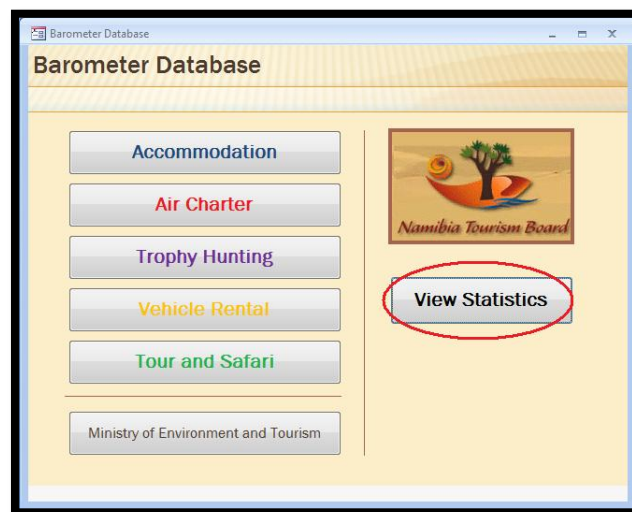 Barometer Database
Barometer Database
Accommodation
Air Charter
Trophy Hunting
Vehicle Rental
Tour and Safari
Ministry of Environment and Tourism
Namibia Tourism Board
View Statistics